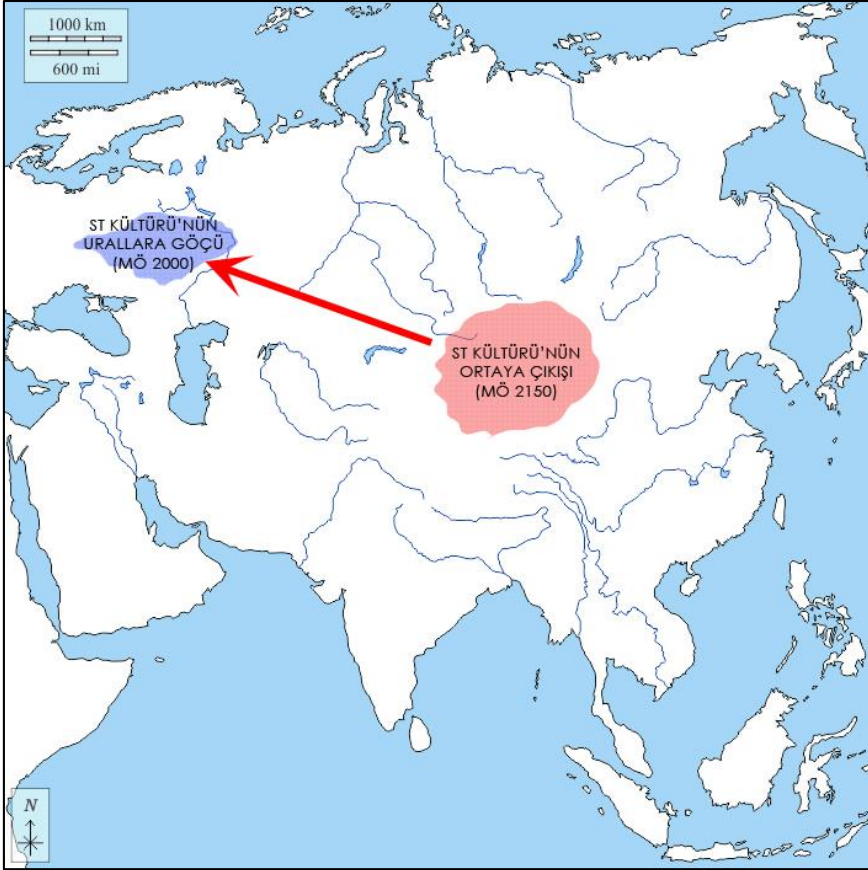 1000 km
600 mi
ST KÜLTÜRÜ'NÜN
URALLARA GÖÇÜ
(MÖ 2000)
ST KÜLTÜRÜ'NÜN
ORTAYA ÇIKIŞI
(MÖ 2150)
N